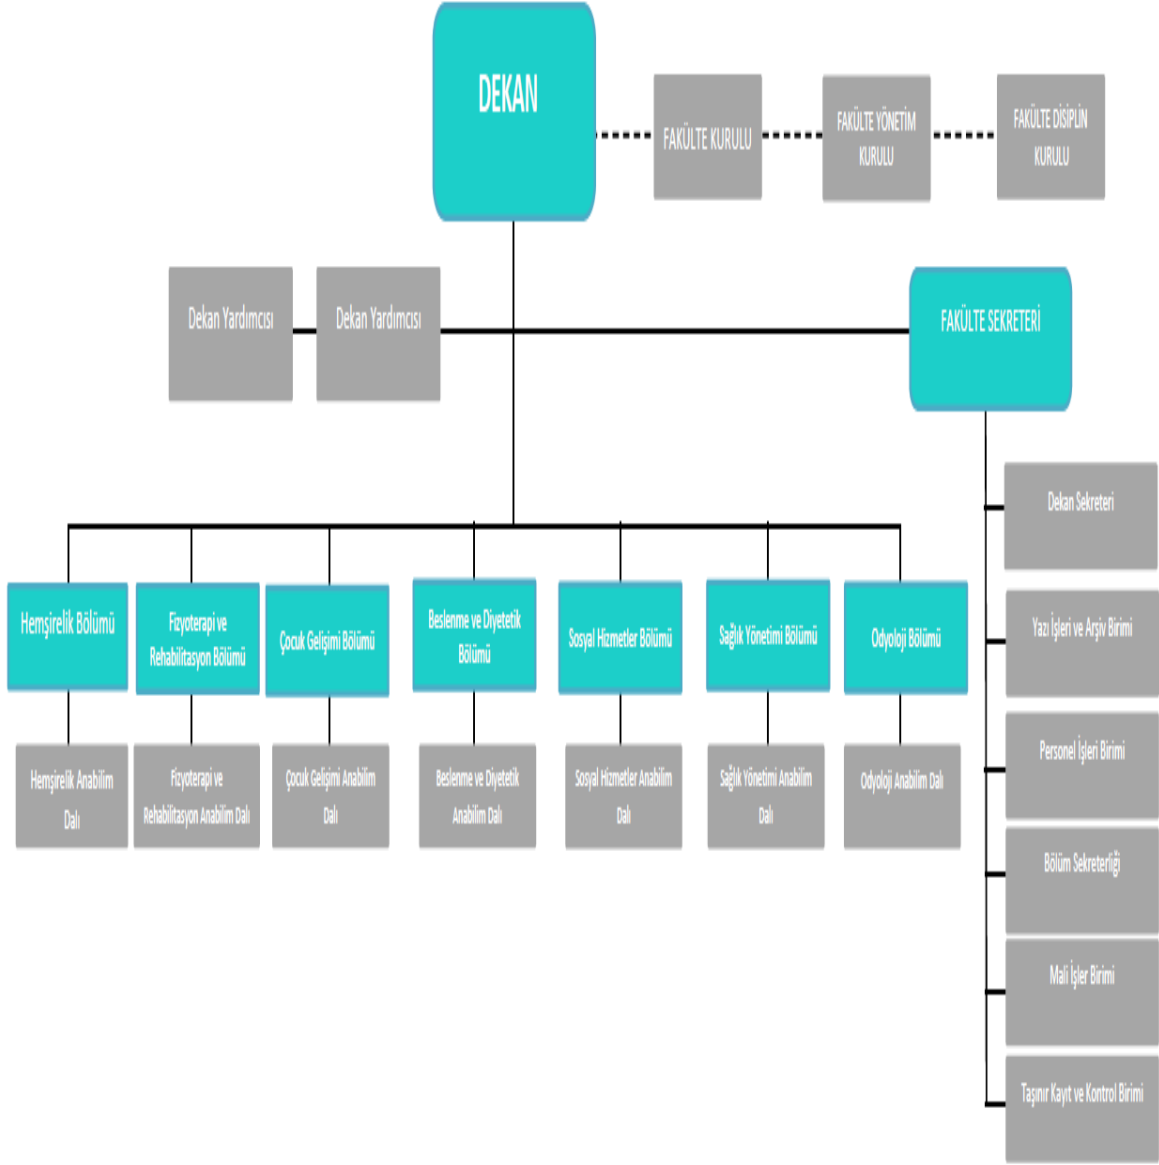 DEKAN
FAKÜLTE KURULU
FAKÜLTE YÖNETİM
KURULU
FAKÜLTE DİSİPLİN
KURULU
Dekan Yardımcısı
Dekan Yardımcısı
FAKÜLTE SEKRETERİ
Hemşirelik Bölümü
Fizyoterapi ve
Rehabilitasyon Bölümü
Çocuk Gelişimi Bölümü
Beslenme ve Diyetetik
Bölümü
Sosyal Hizmetler Bölümü
Sağlık Yönetimi Bölümü
Odyoloji Bölümü
Hemşirelik Anabilim
Dalı
Fizyoterapi ve
Rehabilitasyon Anabilim Dalı
Çocuk Gelişimi Anabilim
Dalı
Beslenme ve Diyetetik
Anabilim Dalı
Sosyal Hizmetler Anabilim
Dalı
Sağlık Yönetimi Anabilim
Dalı
Odyoloji Anabilim Dalı
Dekan Sekreteri
Yazı İşleri ve Arşiv Birimi
Personel İşleri Birimi
Bölüm Sekreterliği
Mali İşler Birimi
Taşınır Kayıt ve Kontrol Birimi